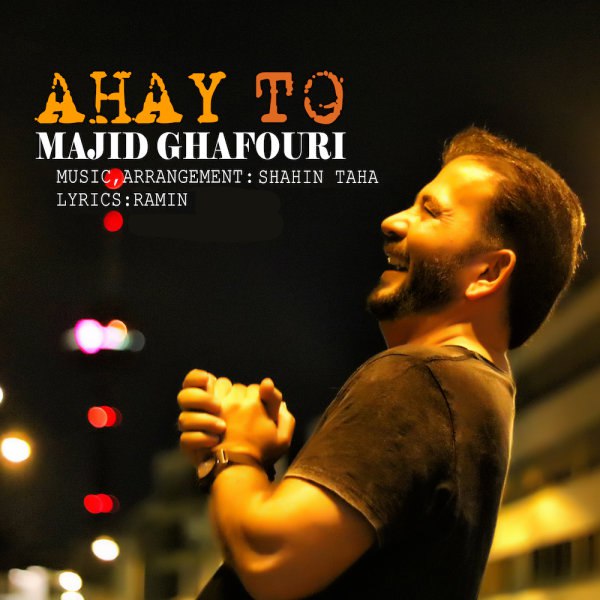 AHAY TO
MAJID GHAFOURI
MUSIC,ARRANGEMENT:SHAHIN TAHA
LYRICS:RAMIN